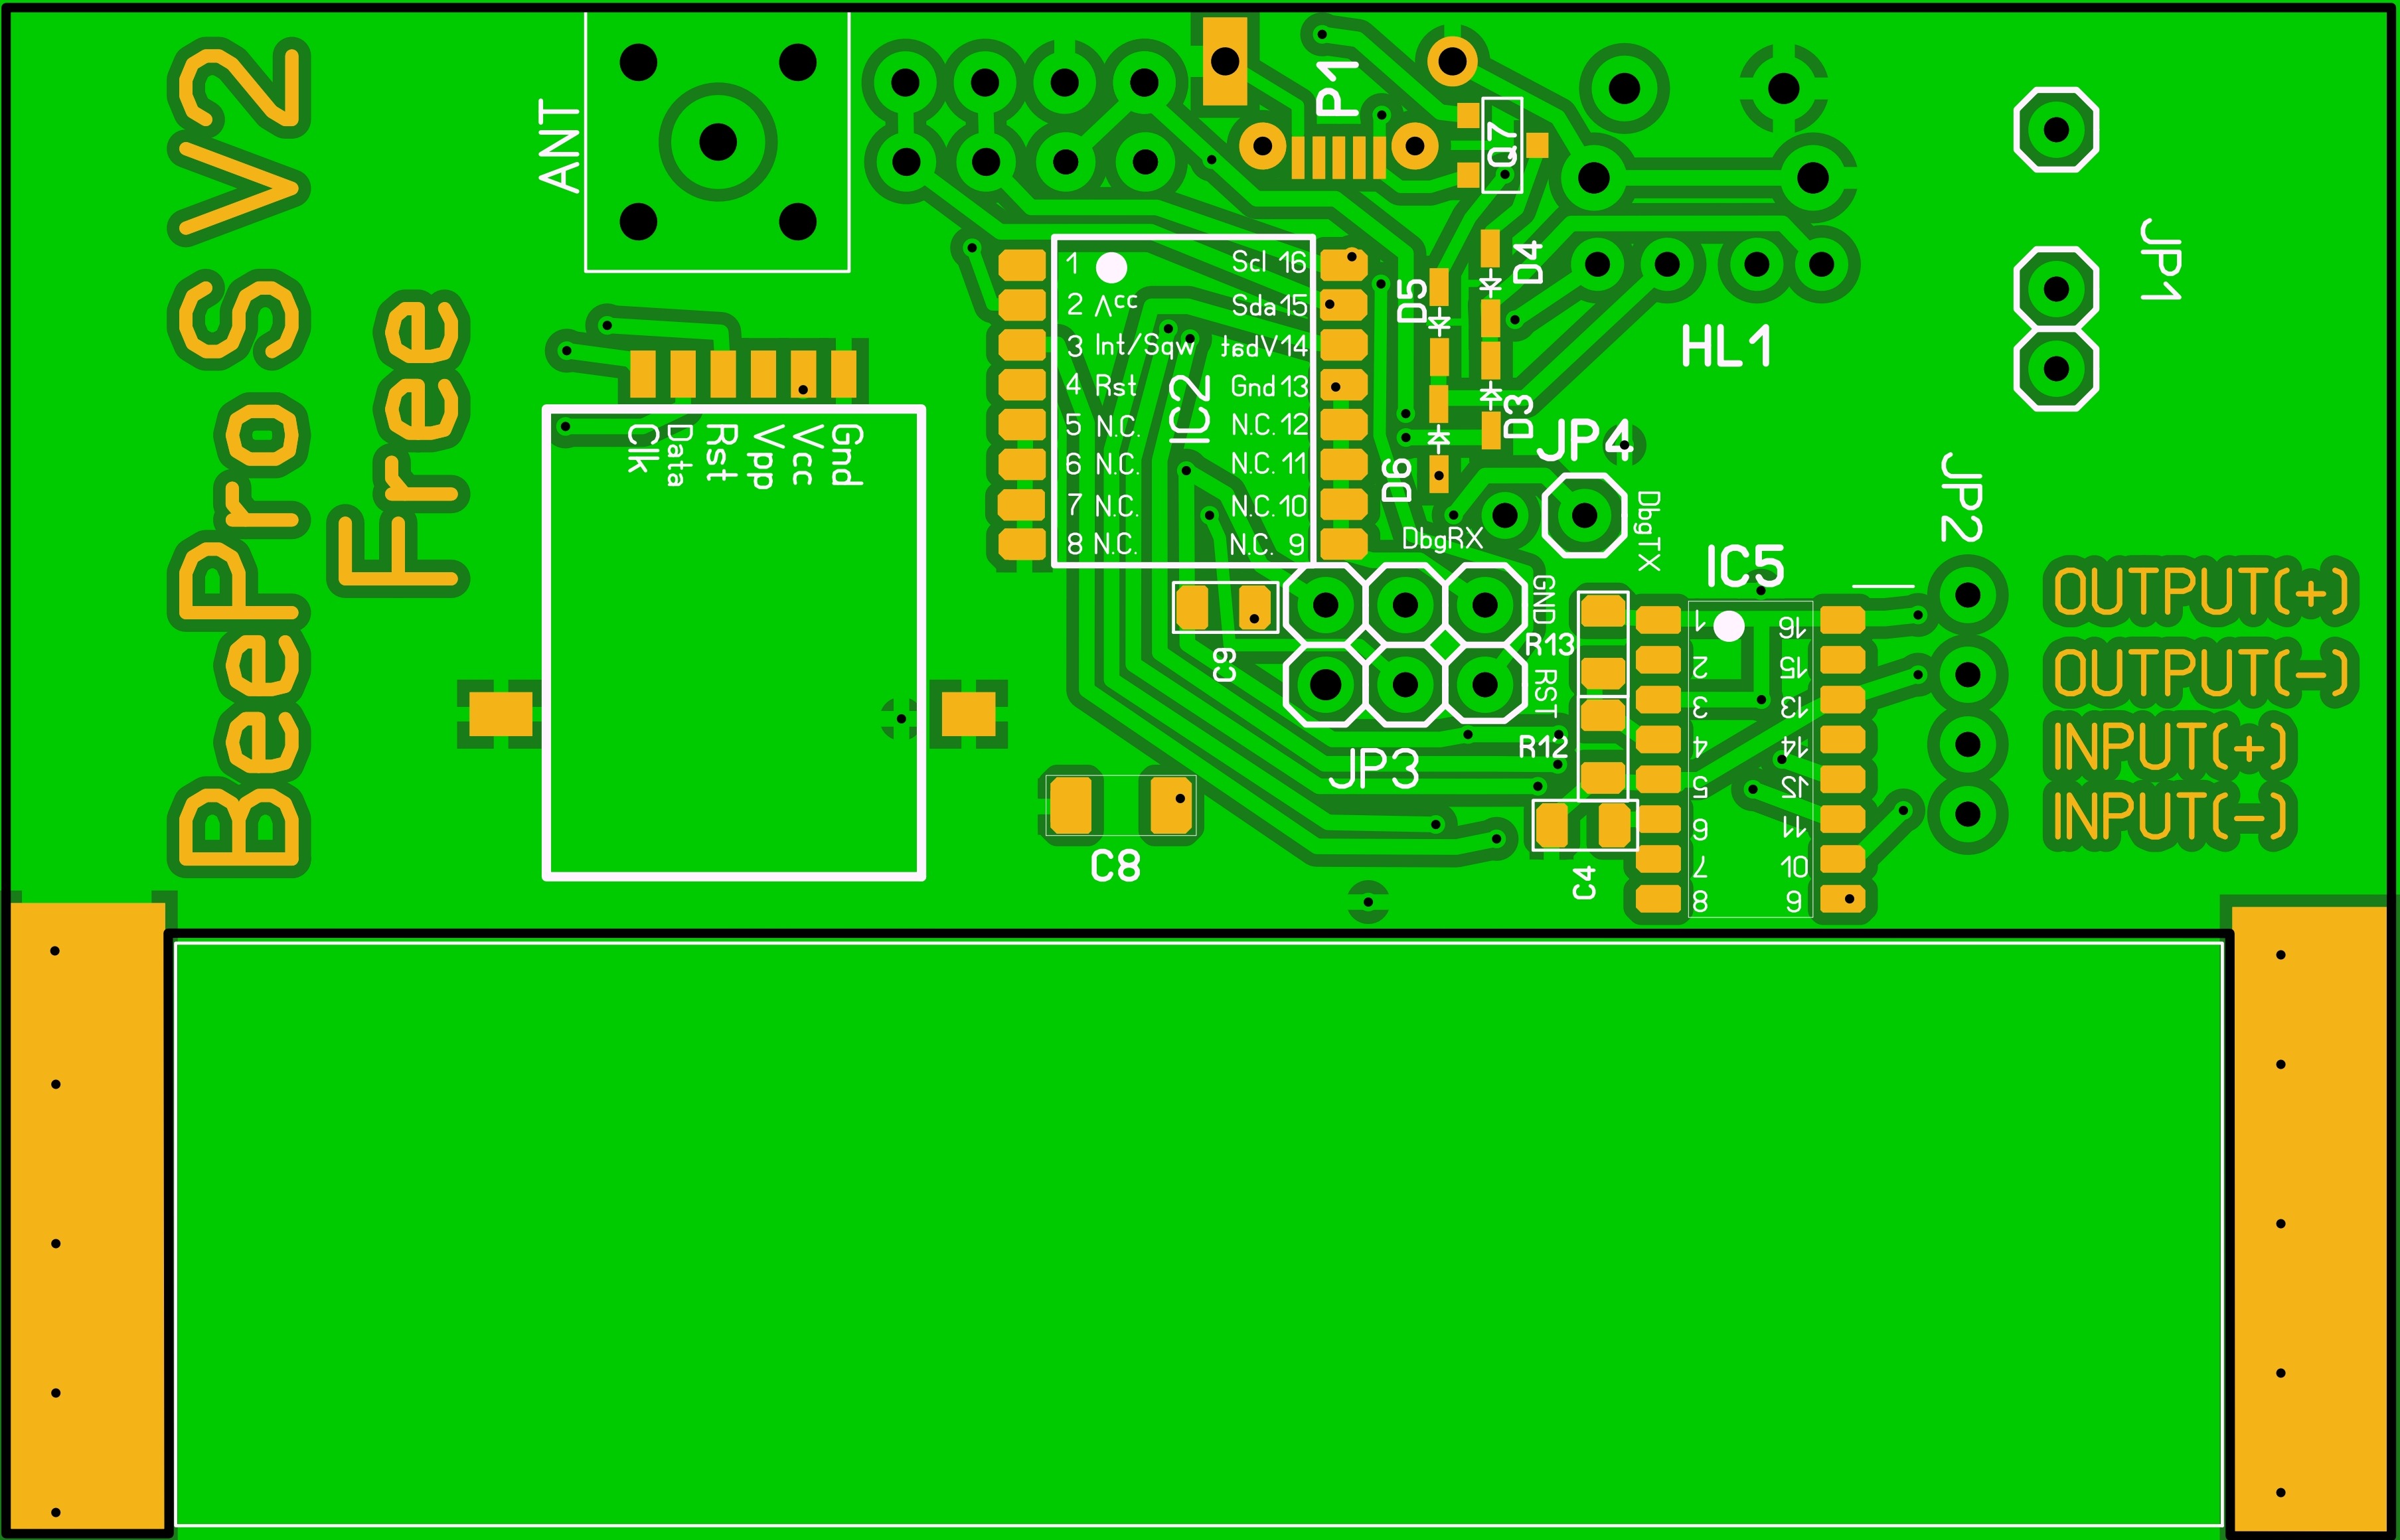 BeePro s V2
Free
ANT
Clk
Data
Rst
Vpp
Vcc
Gnd
P1
Q7
D4
D5
D3
D6
HL1
JP1
1
2 Vcc
3 Int/Sqw
4 Rst
5 N.C.
6 N.C.
7 N.C.
8 N.C.
Scl 16
Sda 15
Vbat 14
Gnd 13
N.C. 12
N.C. 11
N.C. 10
N.C. 9
IC2
JP4
DbgTX
DbgRX
JP2
IC5
GND
R13
RST
R12
C9
JP3
C8
C4
1
2
3
4
5
6
7
8
16
15
13
14
12
11
10
9
OUTPUT(+)
OUTPUT(-)
INPUT(+)
INPUT(-)